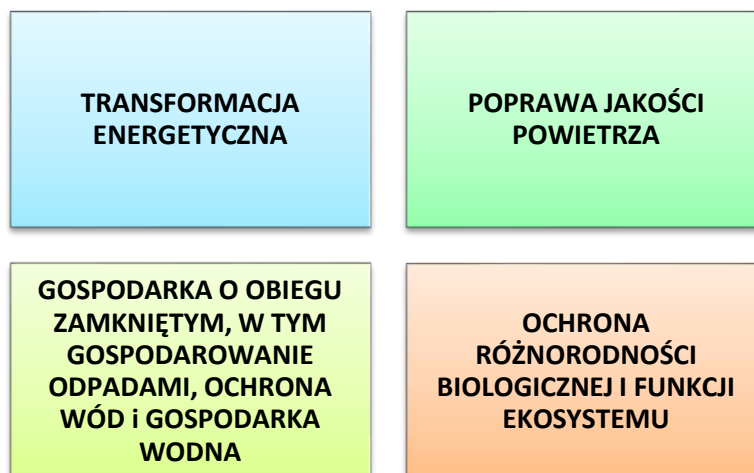 TRANSFORMACJA
ENERGETYCZNA
POPRAWA JAKOŚCI
POWIETRZA
GOSPODARKA O OBIEGU
ZAMKNIĘTYM, W TYM
GOSPODAROWANIE
ODPADAMI, OCHRONA
WÓD i GOSPODARKA
WODNA
OCHRONA
RÓŻNORODNOŚCI
BIOLOGICZNEJ I FUNKCJI
EKOSYSTEMU